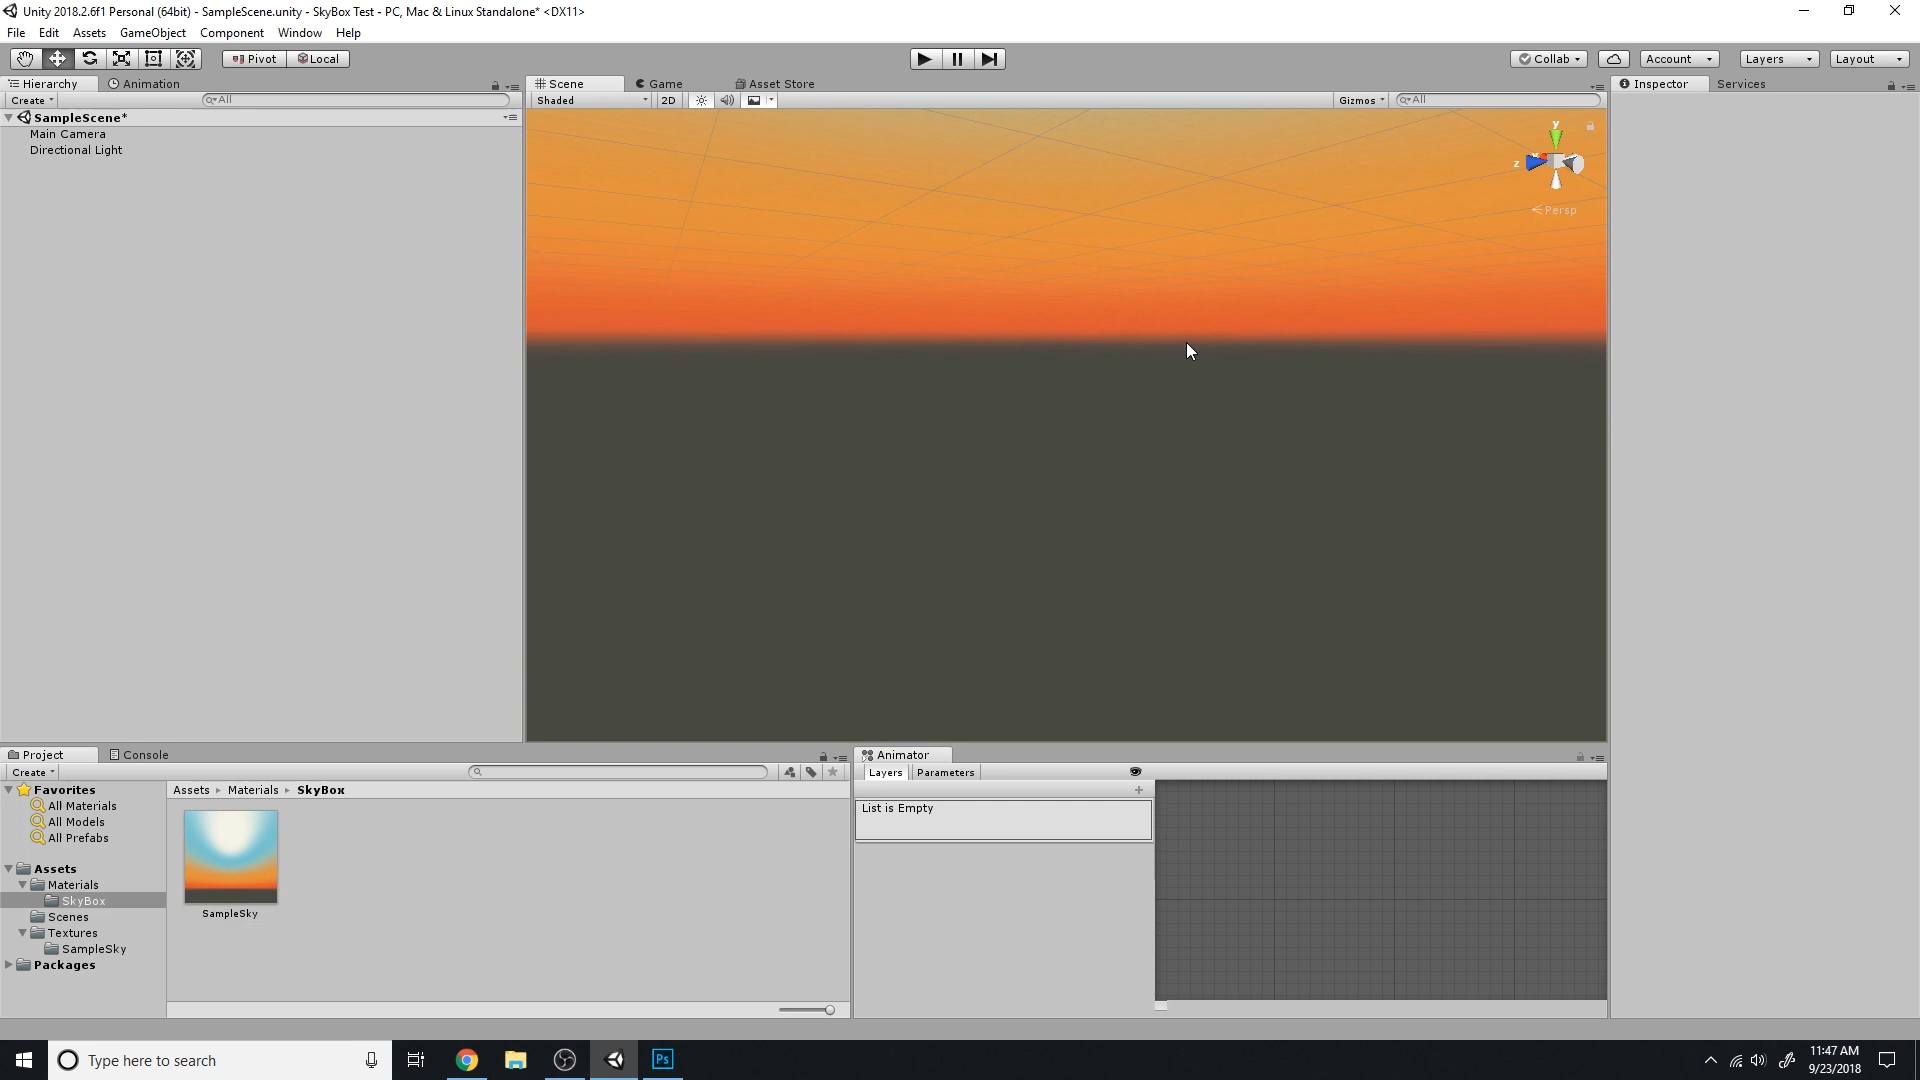 Unity 2018.2.6f1 Personal (64bit) - SampleScene.unity - SkyBox Test - PC, Mac & Linux Standalone* <DX11>
File Edit Assets GameObject Component Window Help
Pivot Local Collab Account Layers Layout
Hierarchy Animation Scene Game Asset Store Inspector Services
Create All Shaded 2D Gizmos All
SampleScene*
Main Camera
Directional Light
y
z x
Persp
Project Console Animator
Create Layers Parameters
Favorites Assets Materials SkyBox
All Materials
All Models
All Prefabs
List is Empty
Assets
Materials
SkyBox
Scenes
Textures
SampleSky
Packages
SampleSky
Type here to search
Ps
11:47 AM
9/23/2018